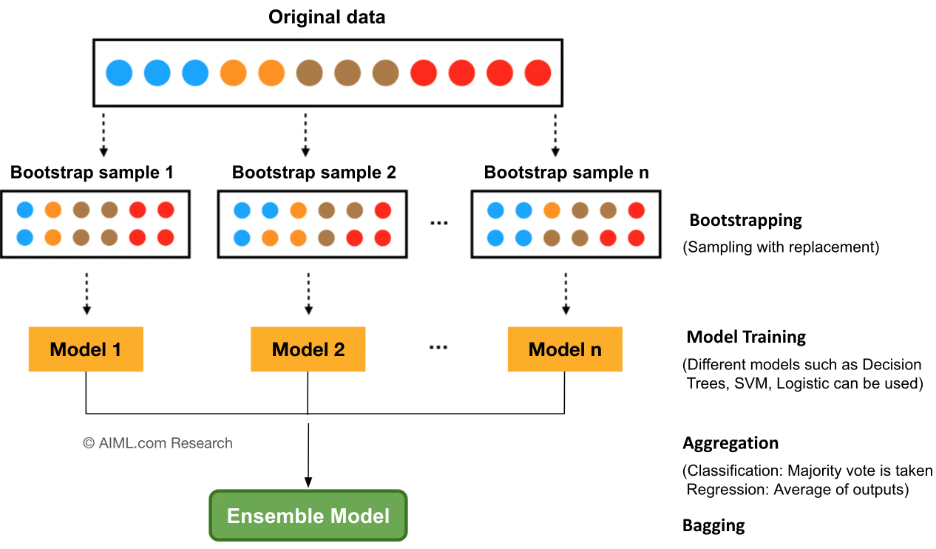 Original data
Bootstrap sample 1
Bootstrap sample 2
Bootstrap sample n
...
Bootstrapping
(Sampling with replacement)
Model 1
Model 2
...
Model n
Model Training
(Different models such as Decision
Trees, SVM, Logistic can be used)
© AIML.com Research
Aggregation
(Classification: Majority vote is taken
Regression: Average of outputs)
Ensemble Model
Bagging